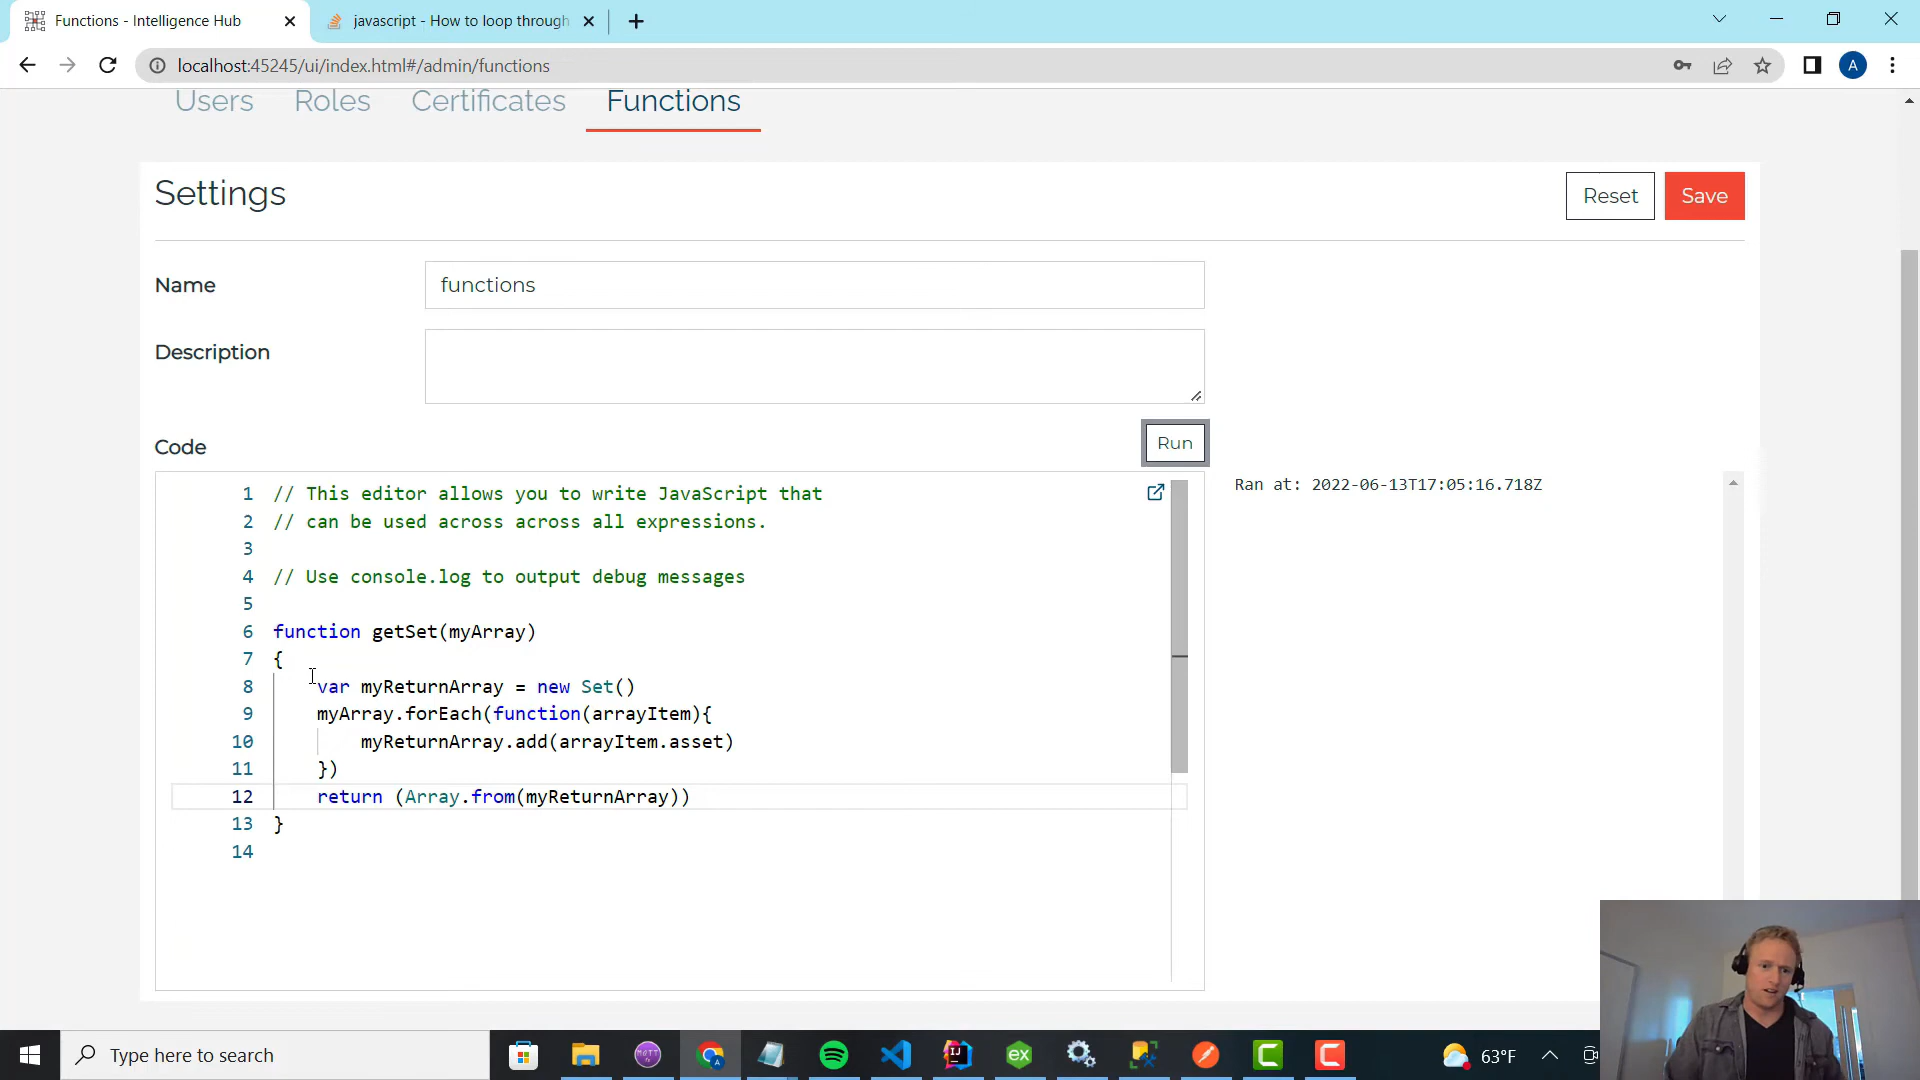 Functions - Intelligence Hub
javascript - How to loop through
localhost:45245/ui/index.html#/admin/functions
A
Users Roles Certificates Functions
Settings
Reset Save
Name
functions
Description
Code
Run
1 // This editor allows you to write JavaScript that
2 // can be used across across all expressions.
3
4 // Use console.log to output debug messages
5
6 function getSet(myArray)
7 {
8 var myReturnArray = new Set()
9 myArray.forEach(function(arrayItem){
10 myReturnArray.add(arrayItem.asset)
11 })
12 return (Array.from(myReturnArray))
13 }
14
Ran at: 2022-06-13T17:05:16.718Z
Type here to search
MQTT
IJ
ex
C
C
63°F